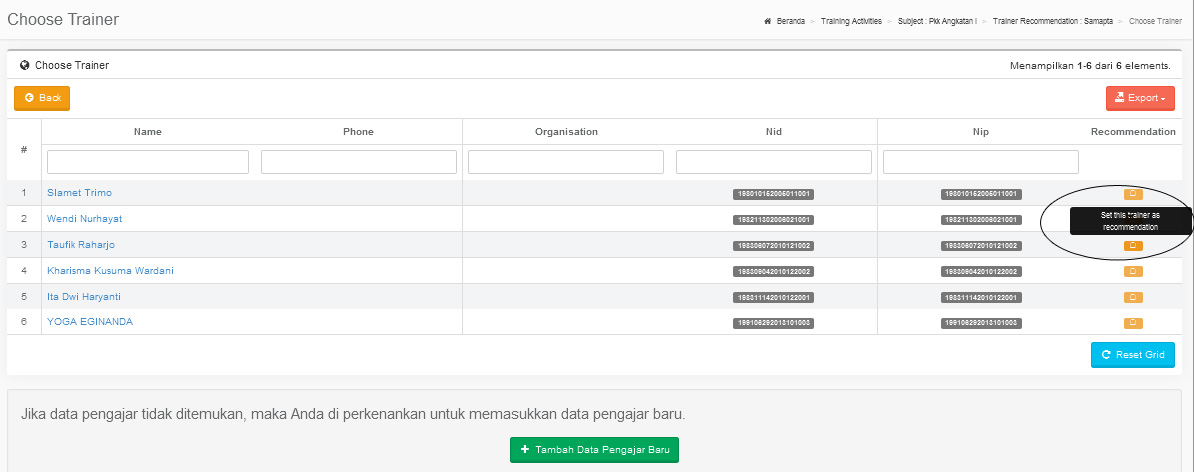 Choose Trainer
Beranda > Training Activities > Subject : Pkk Angkatan I > Trainer Recommendation : Samapta > Choose Trainer
Choose Trainer Menampilkan 1-6 dari 6 elements.
Back Export
# Name Phone Organisation Nid Nip Recommendation
1 Slamet Trimo 198010152005011001 198010152005011001
2 Wendi Nurhayat 198211302006021001 198211302006021001
Set this trainer as
recommendation
3 Taufik Raharjo 198306072010121002 198306072010121002
4 Kharisma Kusuma Wardani 198309042010122002 198309042010122002
5 Ita Dwi Haryanti 198311142010122001 198311142010122001
6 YOGA EGINANDA 199106292013101003 199106292013101003
Reset Grid
Jika data pengajar tidak ditemukan, maka Anda di perkenankan untuk memasukkan data pengajar baru.
Tambah Data Pengajar Baru